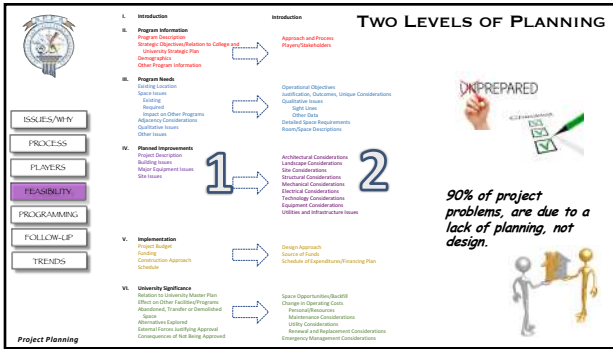 TWO LEVELS OF PLANNING
I. Introduction
II. Program Information
Program Description
Strategic Objectives/Relation to College and
University Strategic Plan
Demographics
Other Program Information
III. Program Needs
Existing Location
Space Issues
Existing
Required
Impact on Other Programs
Adjacency Considerations
Qualitative Issues
Other Issues
IV. Planned Improvements
Project Description
Building Issues
Major Equipment Issues
Site Issues
1
V. Implementation
Project Budget
Funding
Construction Approach
Schedule
VI. University Significance
Relation to University Master Plan
Effect on Other Facilities/Programs
Abandoned, Transfer or Demolished
Space
Alternatives Explored
External Forces Justifying Approval
Consequences of Not Being Approved
Introduction
Approach and Process
Players/Stakeholders
Operational Objectives
Justification, Outcomes, Unique Considerations
Qualitative Issues
Sight Lines
Other Data
Detailed Space Requirements
Room/Space Descriptions
Architectural Considerations
Landscape Considerations
Site Considerations
Structural Considerations
Mechanical Considerations
Electrical Considerations
Technology Considerations
Equipment Considerations
Utilities and Infrastructure Issues
2
Design Approach
Source of Funds
Schedule of Expenditures/Financing Plan
Space Opportunities/Backfill
Change in Operating Costs
Personal/Resources
Maintenance Considerations
Utility Considerations
Renewal and Replacement Considerations
Emergency Management Considerations
UNPREPARED
90% of project
problems, are due to a
lack of planning, not
design.
ISSUES/WHY
PROCESS
PLAYERS
FEASIBILITY
PROGRAMMING
FOLLOW-UP
TRENDS
Project Planning